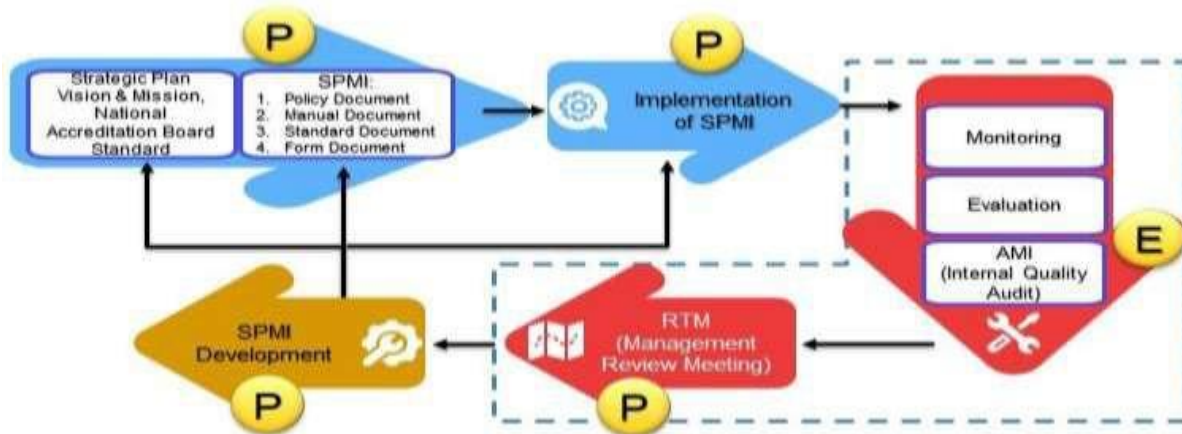 P
Strategic Plan
Vision & Mission,
National
Accreditation Board
Standard
SPMI:
1. Policy Document
2. Manual Document
3. Standard Document
4. Form Document
P
Implementation
of SPMI
Monitoring
Evaluation
AMI
(Internal Quality
Audit)
E
RTM
(Management
Review Meeting)
P
SPMI
Development
P